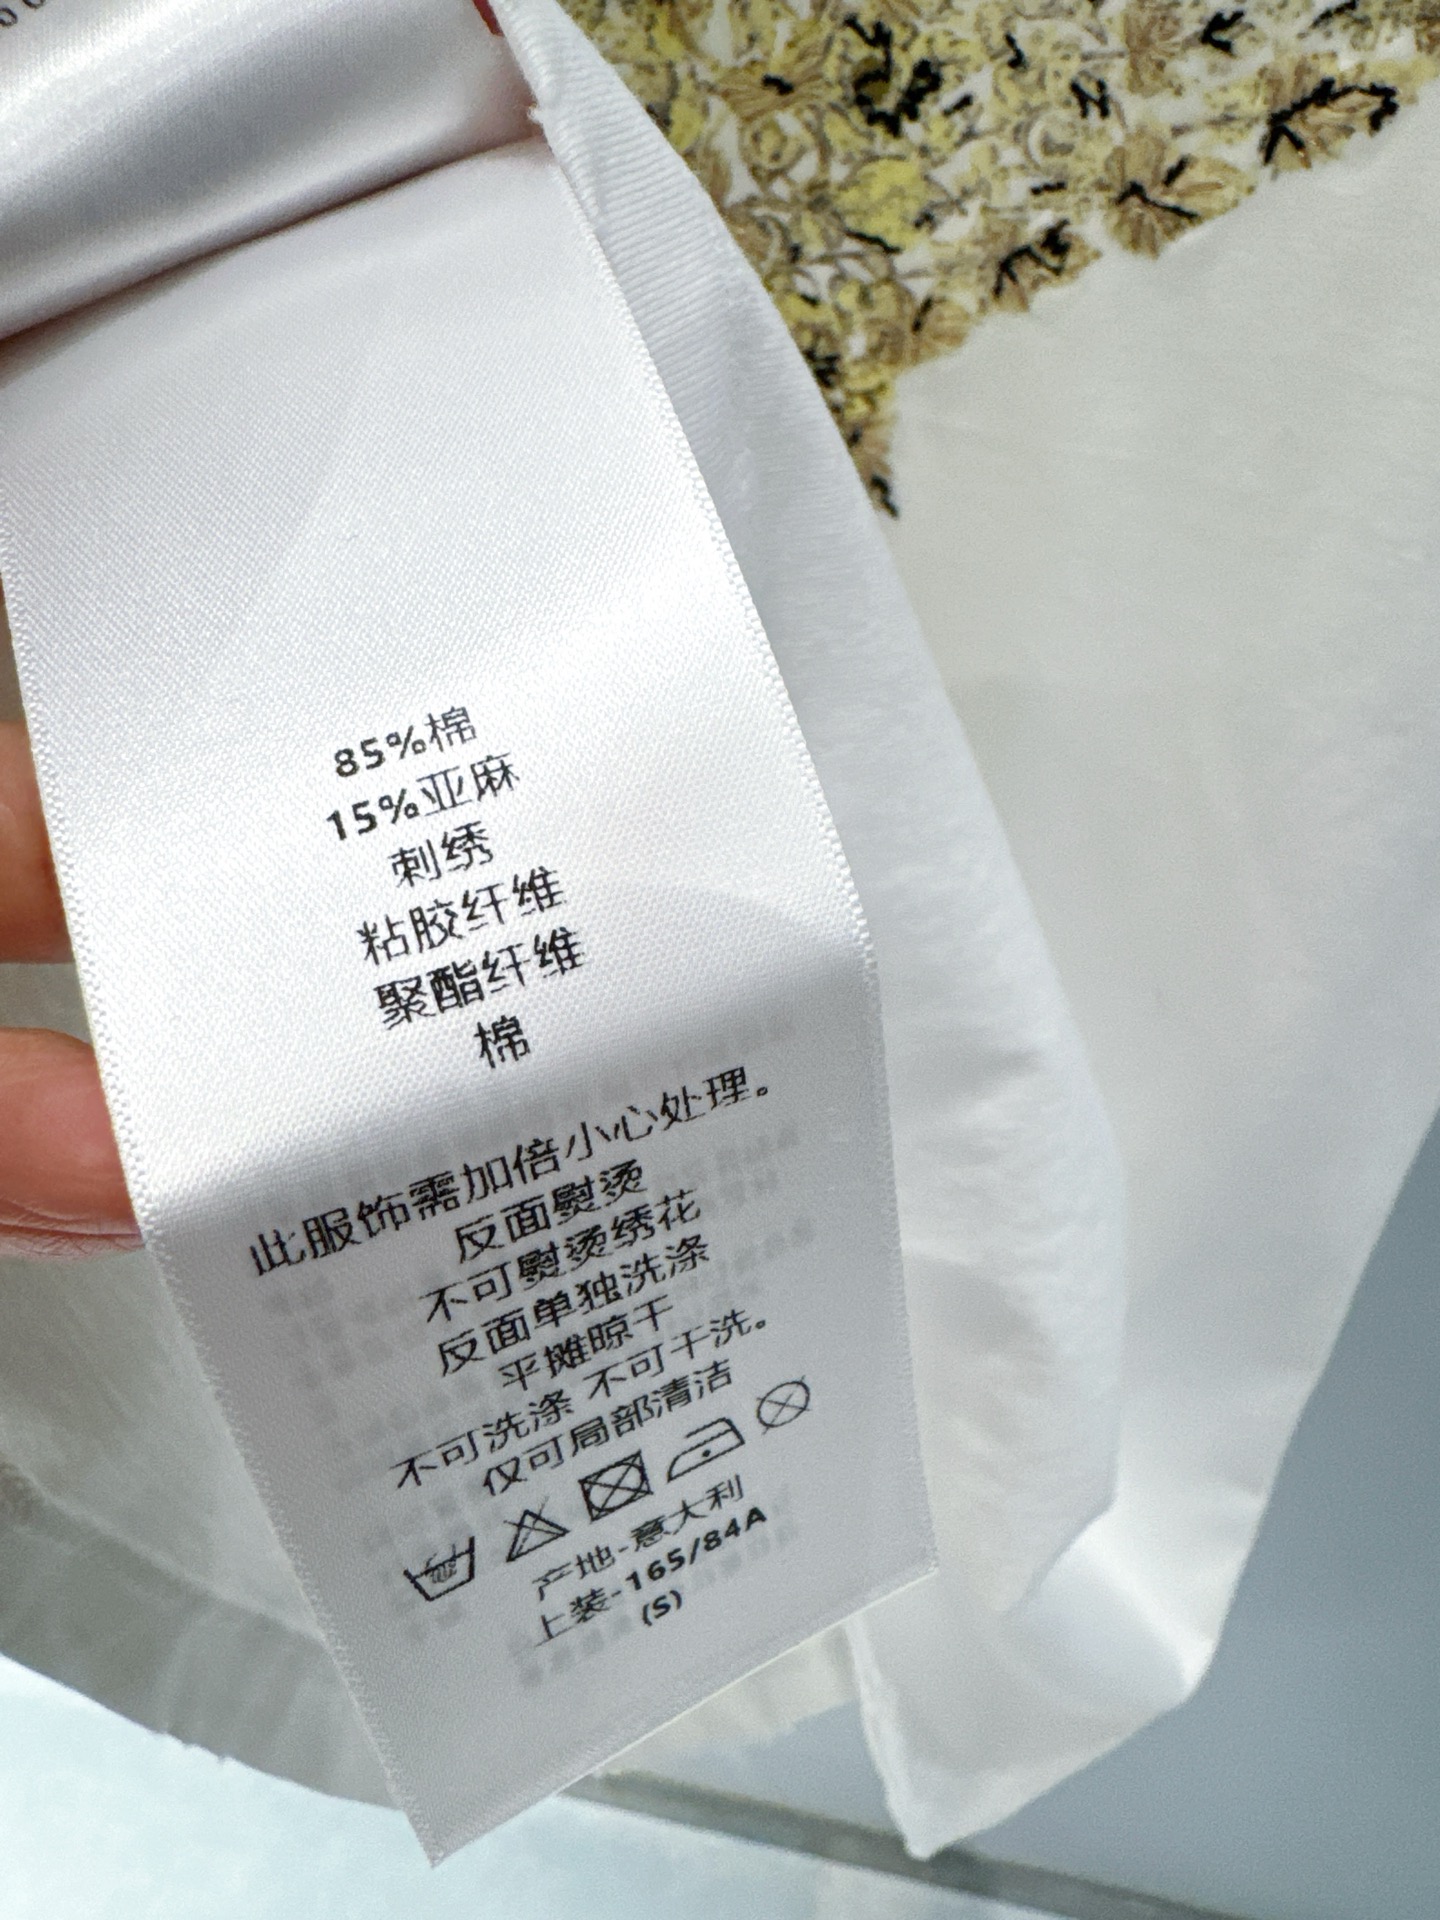 85%棉
15%亚麻
刺绣
粘胶纤维
聚酯纤维
棉
此服饰需加倍小心处理。
反面熨烫
不可熨烫绣花
反面单独洗涤
平摊晾干
不可洗涤 不可干洗。
仅可局部清洁
产地-意大利
上装-165/84A
(S)